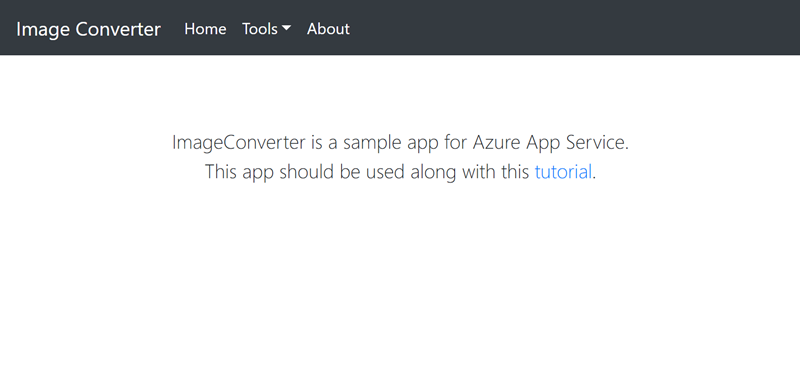 Image Converter Home Tools About
ImageConverter is a sample app for Azure App Service.
This app should be used along with this tutorial.